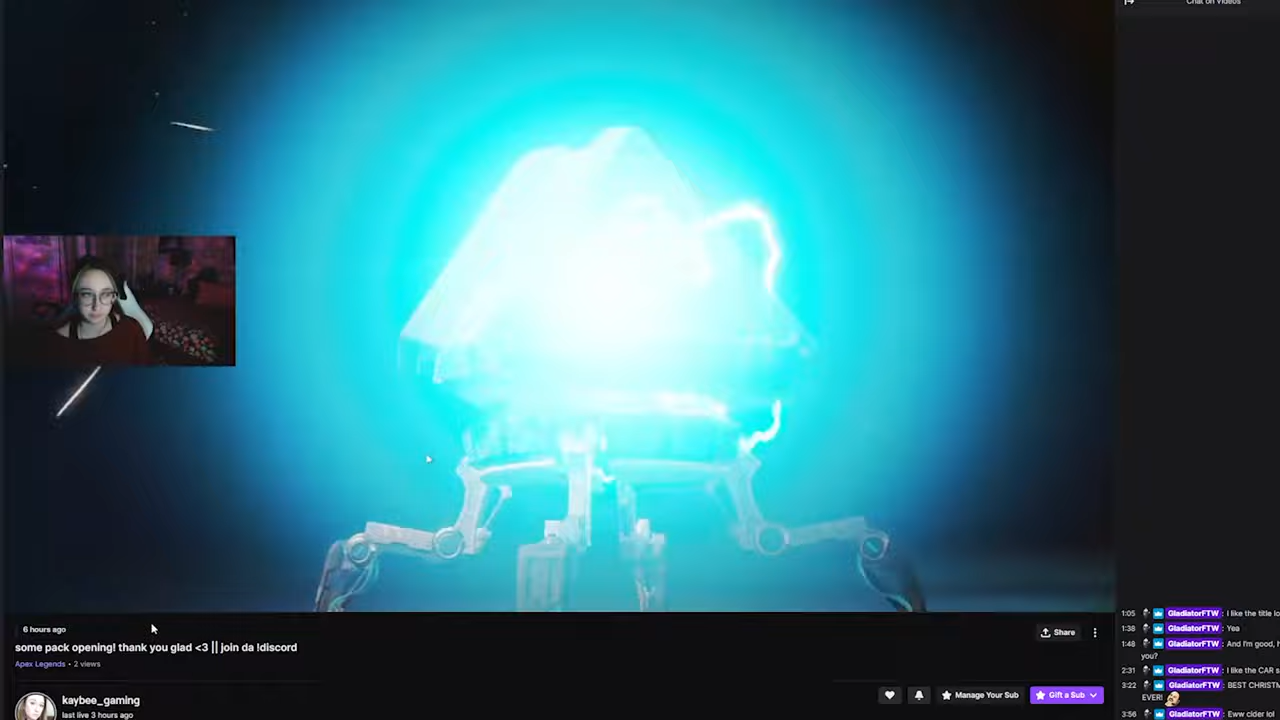 Chat on Videos
6 hours ago
some pack opening! thank you glad <3 || join da !discord
Apex Legends • 2 views
Share
kaybee_gaming
last live 3 hours ago
Manage Your Sub
Gift a Sub
1:05 GladiatorFTW : I like the title
1:38 GladiatorFTW : Yea
1:48 GladiatorFTW : And I'm good,
you?
2:31 GladiatorFTW : I like the CAR
3:22 GladiatorFTW : BEST
EVER!
3:56 GladiatorFTW : Eww cider lol